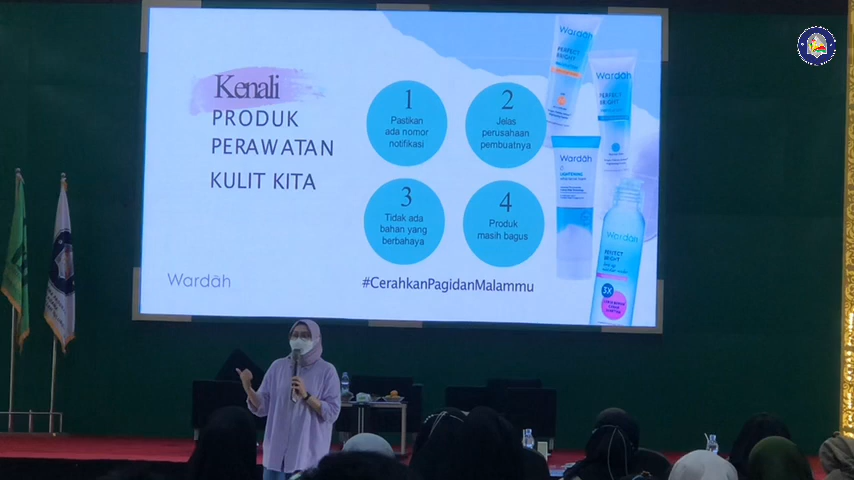 Kenali
PRODUK
PERAWATAN
KULIT KITA
1
Pastikan
ada nomor
notifikasi
2
Jelas
perusahaan
pembuatnya
3
Tidak ada
bahan yang
berbahaya
4
Produk
masih bagus
Wardah
#CerahkanPagidanMalammu
Wardah
PERFECT
BRIGHT
Wardah
PERFECT
BRIGHT
Wardah
LIGHTENING
Wardah
PERFECT
BRIGHT
3X